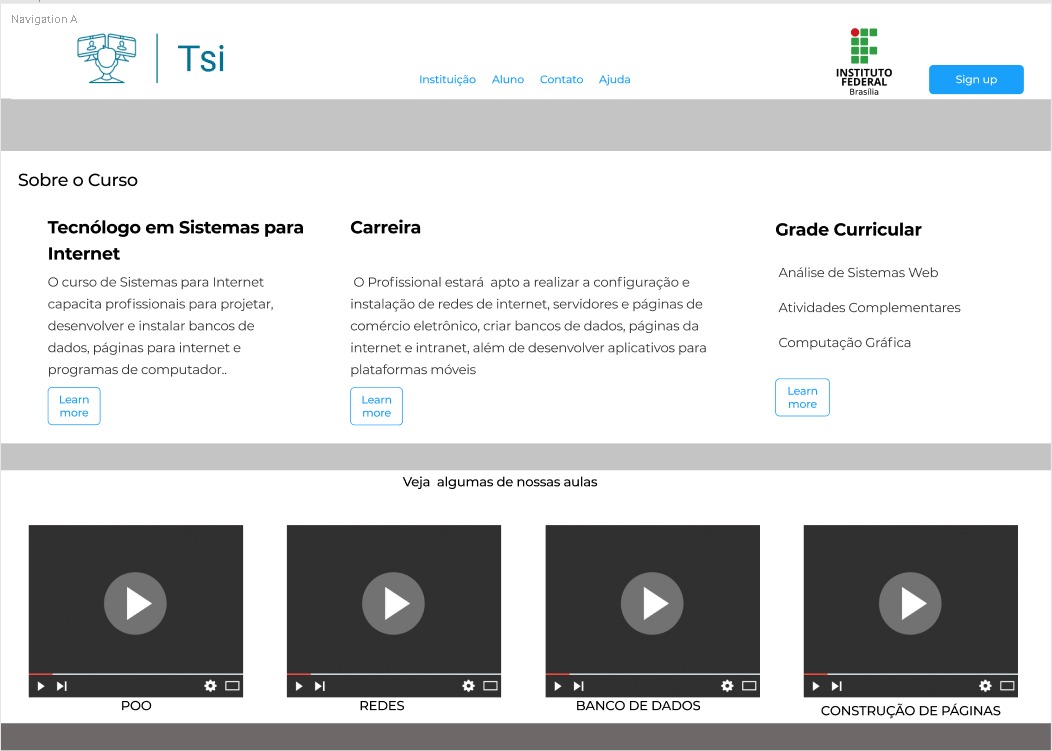 Navigation A
Tsi
Instituição Aluno Contato Ajuda
INSTITUTO
FEDERAL
Brasília
Sign up
Sobre o Curso
Tecnólogo em Sistemas para
Internet
O curso de Sistemas para Internet
capacita profissionais para projetar,
desenvolver e instalar bancos de
dados, páginas para internet e
programas de computador..
Learn
more
Carreira
O Profissional estará  apto a realizar a configuração e
instalação de redes de internet, servidores e páginas de
comércio eletrônico, criar bancos de dados, páginas da
internet e intranet, além de desenvolver aplicativos para
plataformas móveis
Learn
more
Grade Curricular
Análise de Sistemas Web
Atividades Complementares
Computação Gráfica
Learn
more
Veja  algumas de nossas aulas
POO
REDES
BANCO DE DADOS
CONSTRUÇÃO DE PÁGINAS